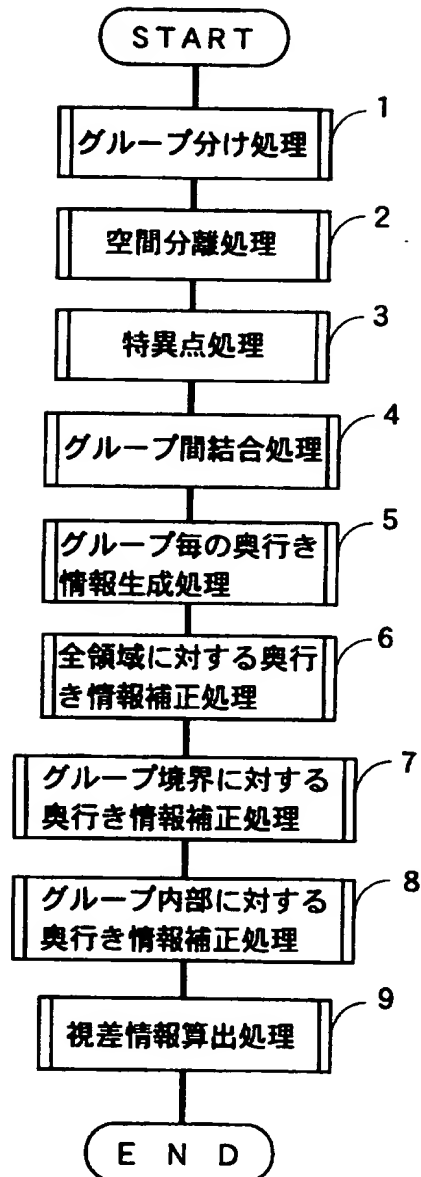 START
1
グループ分け処理
2
空間分離処理
3
特異点処理
4
グループ間結合処理
5
グループ毎の奥行き
情報生成処理
6
全領域に対する奥行
き情報補正処理
7
グループ境界に対する
奥行き情報補正処理
8
グループ内部に対する
奥行き情報補正処理
9
視差情報算出処理
END